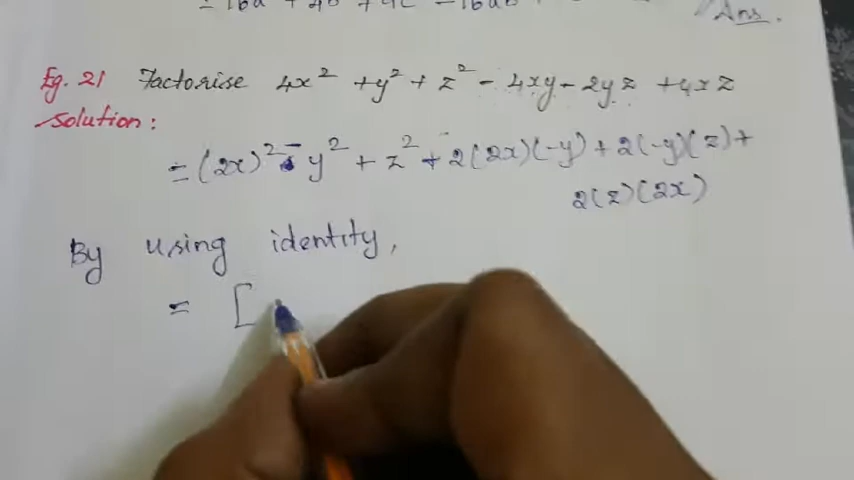 Ans.
Eg. 21 Factorise 4x² + y² + z² - 4xy - 2yz + 4xz
Solution:
= (2x)² - y² + z² + 2(2x)(-y) + 2(-y)(z) +
2(z)(2x)
By using identity,
= [